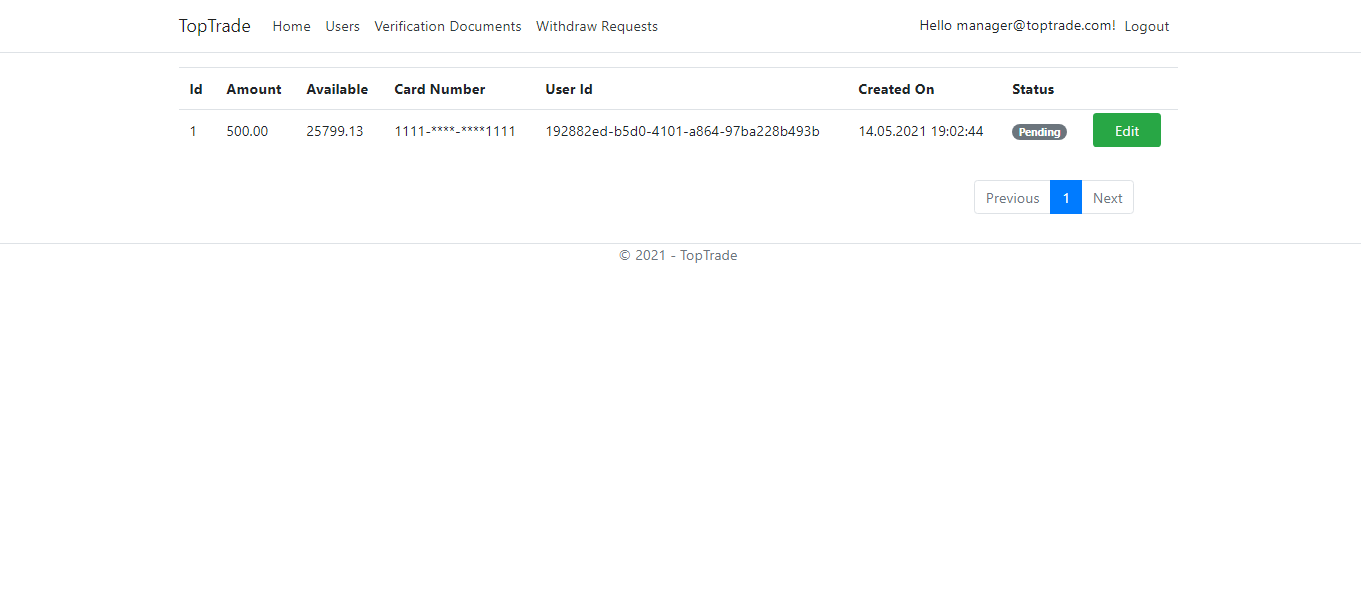 TopTrade Home Users Verification Documents Withdraw Requests Hello manager@toptrade.com! Logout
Id Amount Available Card Number User Id Created On Status
1 500.00 25799.13 1111-****-****1111 192882ed-b5d0-4101-a864-97ba228b493b 14.05.2021 19:02:44 Pending Edit
Previous 1 Next
© 2021 - TopTrade